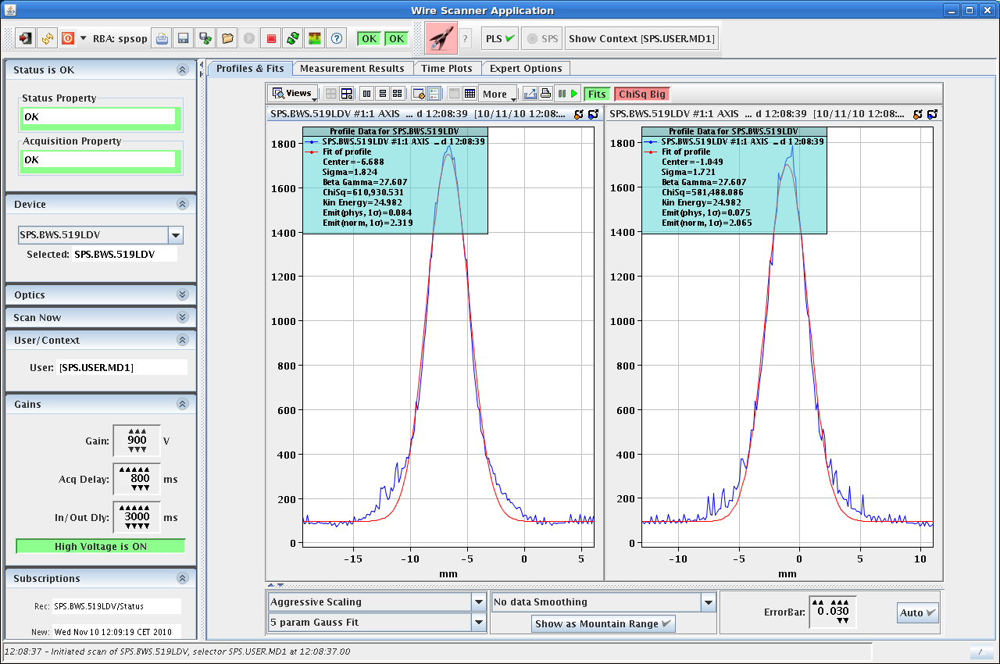 Wire Scanner Application
RBA: spsop
OK OK
?
PLS
SPS
Show Context [SPS.USER.MD1]
Status is OK
Status Property
OK
Acquisition Property
OK
Device
SPS.BWS.519LDV
Selected: SPS.BWS.519LDV
Optics
Scan Now
User/Context
User: [SPS.USER.MD1]
Gains
Gain: 900 V
Acq Delay: 800 ms
In/Out Dly: 3000 ms
High Voltage is ON
Subscriptions
Rec: SPS.BWS.519LDV/Status
New: Wed Nov 10 12:09:19 CET 2010
Profiles & Fits Measurement Results Time Plots Expert Options
Views More Fits ChiSq Big
SPS.BWS.519LDV #1:1 AXIS ... d 12:08:39 [10/11/10 12:08:...
Profile Data for SPS.BWS.519LDV
SPS.BWS.519LDV #1:1 AXIS ... d 12:08:39
Fit of profile
Center=-6.688
Sigma=1.824
Beta Gamma=27.607
ChiSq=610,930.531
Kin Energy=24.982
Emit(phys, 1σ)=0.084
Emit(norm, 1σ)=2.319
1800
1600
1400
1200
1000
800
600
400
200
0
-15 -10 -5 0 5
mm
SPS.BWS.519LDV #1:1 AXIS ... d 12:08:39 [10/11/10 12:08:...
Profile Data for SPS.BWS.519LDV
SPS.BWS.519LDV #1:1 AXIS ... d 12:08:39
Fit of profile
Center=-1.049
Sigma=1.721
Beta Gamma=27.607
ChiSq=581,488.086
Kin Energy=24.982
Emit(phys, 1σ)=0.075
Emit(norm, 1σ)=2.065
1800
1600
1400
1200
1000
800
600
400
200
0
-10 -5 0 5 10
mm
Aggressive Scaling
5 param Gauss Fit
No data Smoothing
Show as Mountain Range
ErrorBar: 0.030
Auto
12:08:37 - Initiated scan of SPS.BWS.519LDV, selector SPS.USER.MD1 at 12:08:37.00